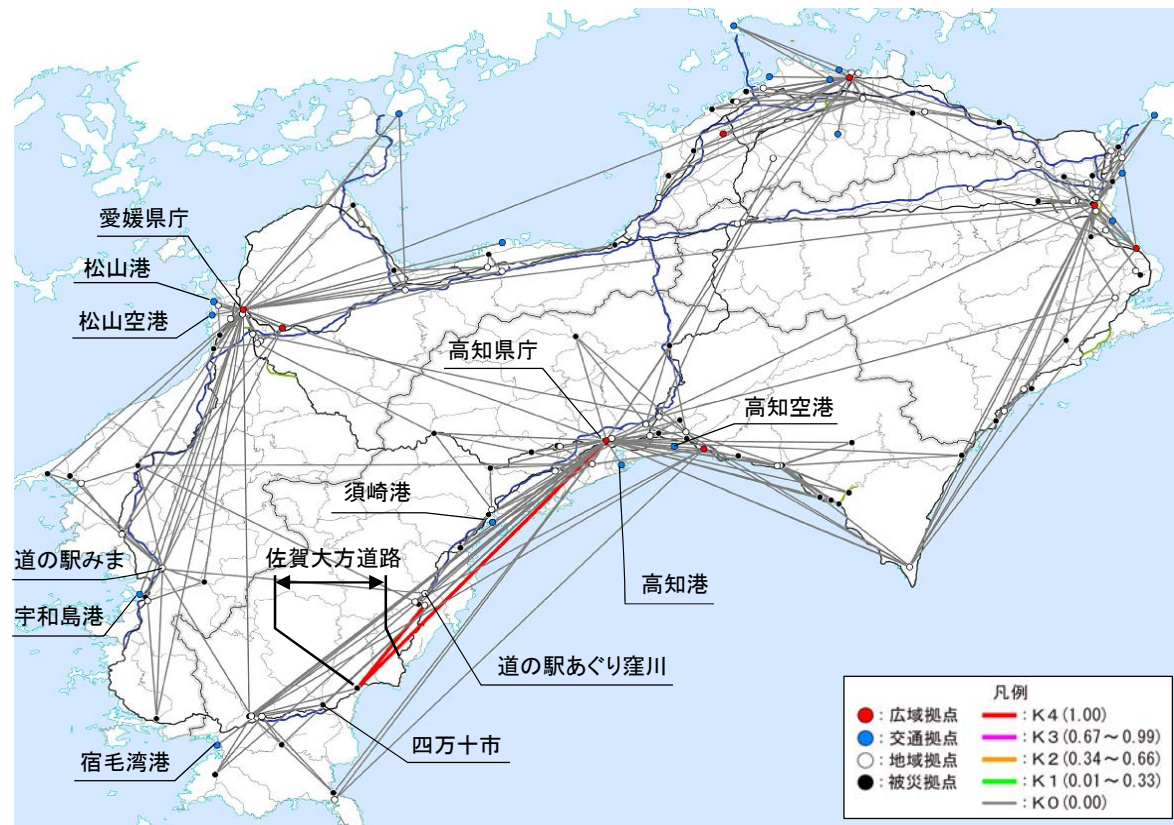 愛媛県庁
松山港
松山空港
高知県庁
高知空港
須崎港
佐賀大方道路
道の駅みま
宇和島港
高知港
道の駅あぐり窪川
四万十市
宿毛湾港
凡例
：広域拠点
：K4(1.00)
：交通拠点
：K3(0.67～0.99)
：地域拠点
：K2(0.34～0.66)
：被災拠点
：K1(0.01～0.33)
：K0(0.00)